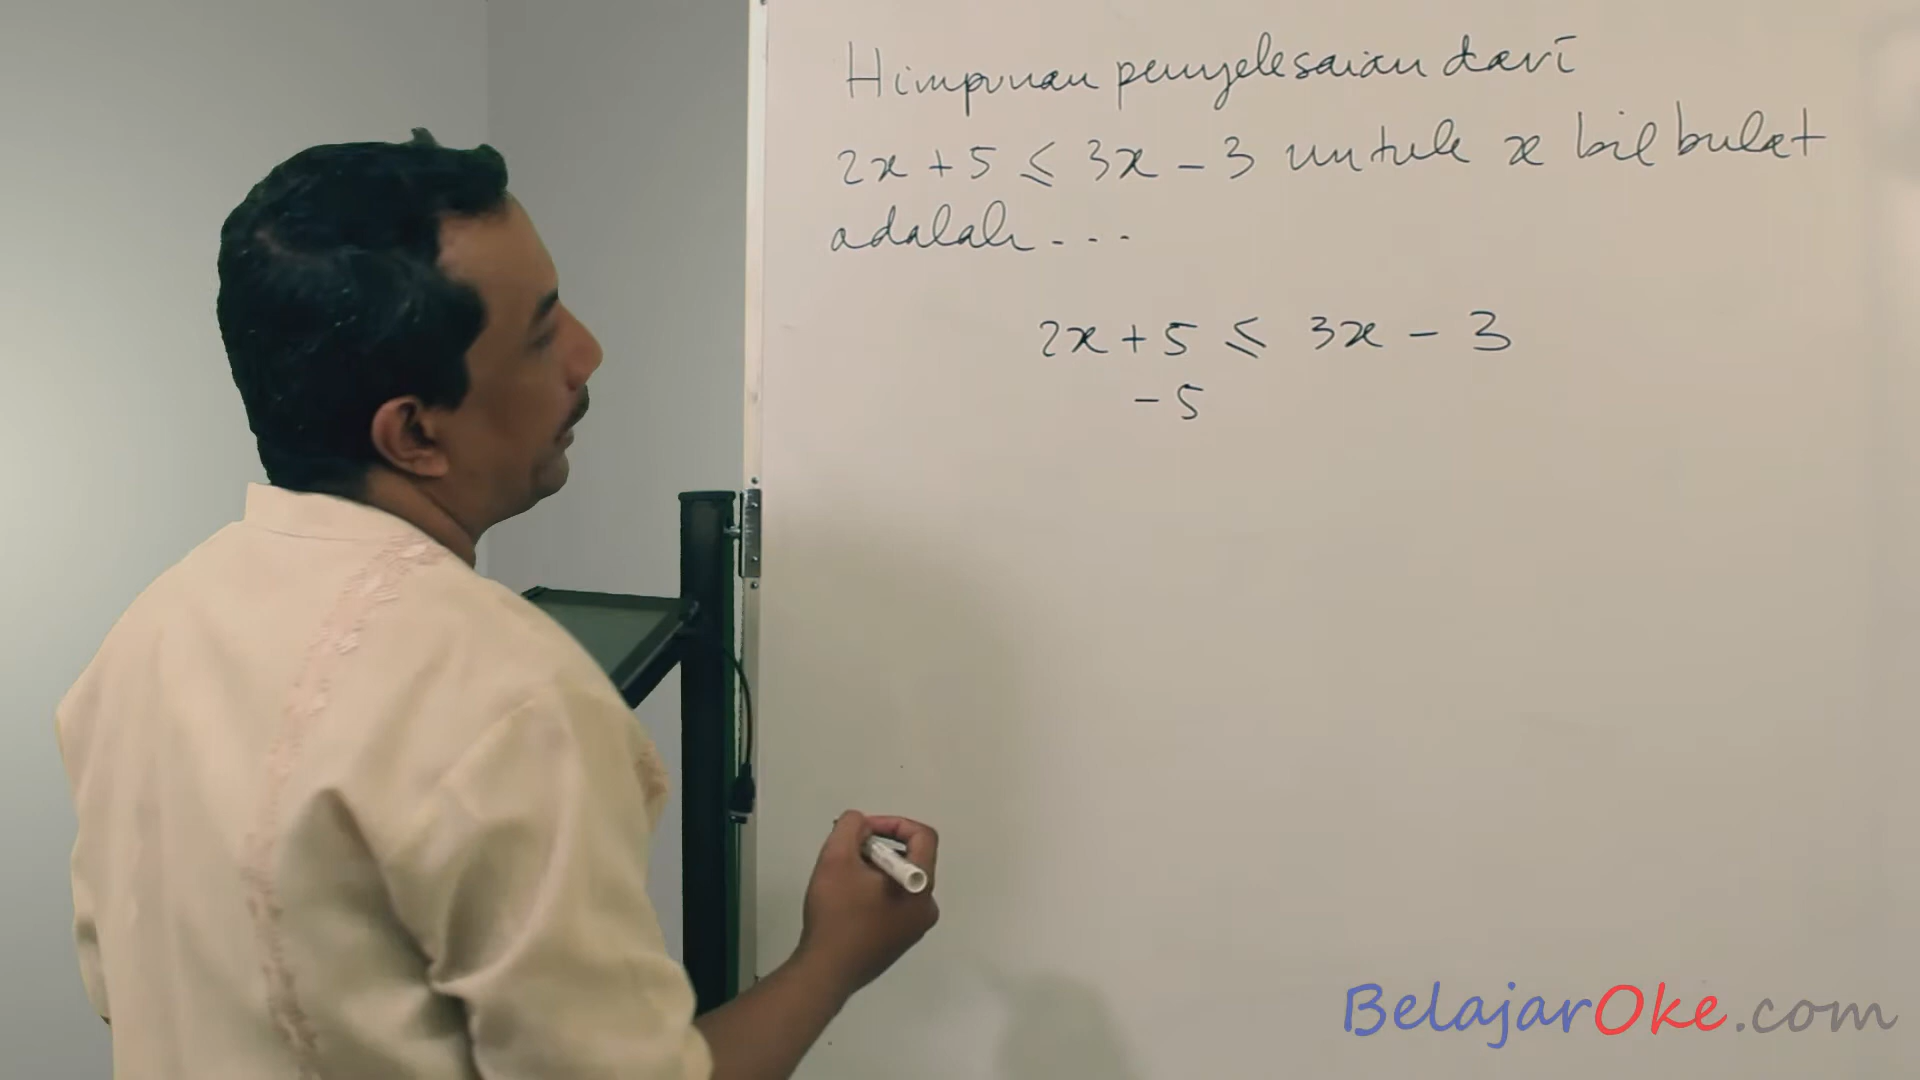 Himpunan penyelesaian dari
2x + 5 ⩽ 3x - 3 untuk x bil bulat
adalah ...
2x + 5 ⩽ 3x - 3
- 5
BelajarOke.com